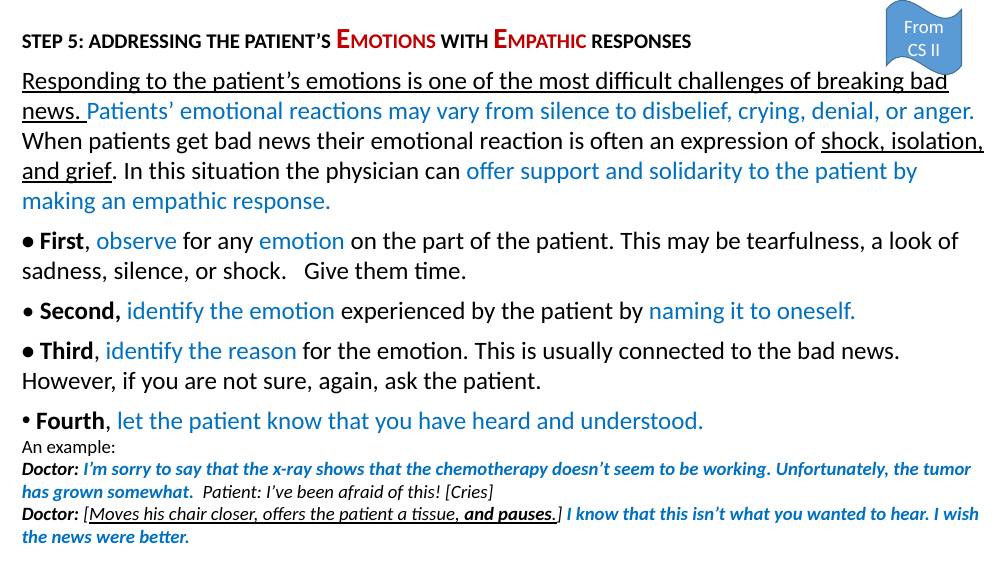 From
CS II
STEP 5: ADDRESSING THE PATIENT’S EMOTIONS WITH EMPATHIC RESPONSES
Responding to the patient’s emotions is one of the most difficult challenges of breaking bad
news. Patients’ emotional reactions may vary from silence to disbelief, crying, denial, or anger.
When patients get bad news their emotional reaction is often an expression of shock, isolation,
and grief. In this situation the physician can offer support and solidarity to the patient by
making an empathic response.
• First, observe for any emotion on the part of the patient. This may be tearfulness, a look of
sadness, silence, or shock. Give them time.
• Second, identify the emotion experienced by the patient by naming it to oneself.
• Third, identify the reason for the emotion. This is usually connected to the bad news.
However, if you are not sure, again, ask the patient.
• Fourth, let the patient know that you have heard and understood.
An example:
Doctor: I’m sorry to say that the x-ray shows that the chemotherapy doesn’t seem to be working. Unfortunately, the tumor
has grown somewhat. Patient: I’ve been afraid of this! [Cries]
Doctor: [Moves his chair closer, offers the patient a tissue, and pauses.] I know that this isn’t what you wanted to hear. I wish
the news were better.